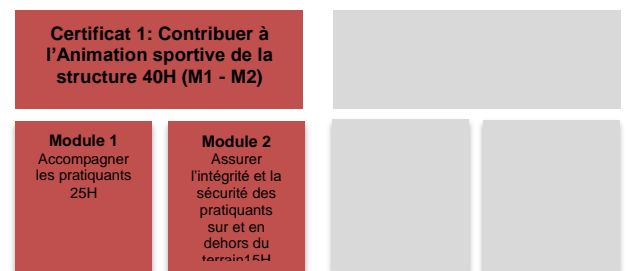 Certificat 1: Contribuer à
l’Animation sportive de la
structure 40H (M1 - M2)
Module 1
Accompagner
les pratiquants
25H
Module 2
Assurer
l’intégrité et la
sécurité des
pratiquants
sur et en
dehors du
terrain15H